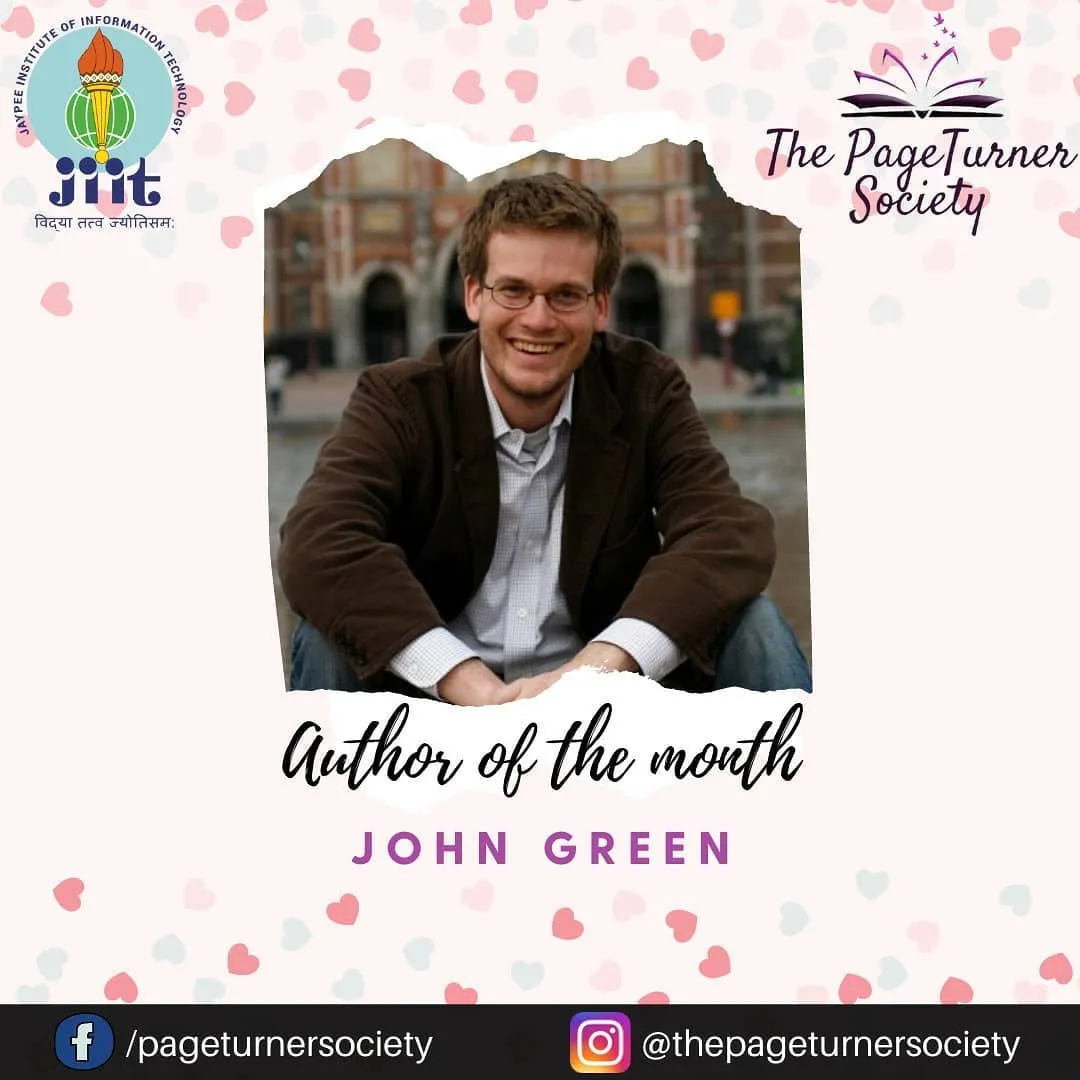 JAYPEE INSTITUTE OF INFORMATION TECHNOLOGY
jiit
विद्या तत्व ज्योतिसम:
The PageTurner
Society
Author of the month
JOHN GREEN
/pageturnersociety
@thepageturnersociety